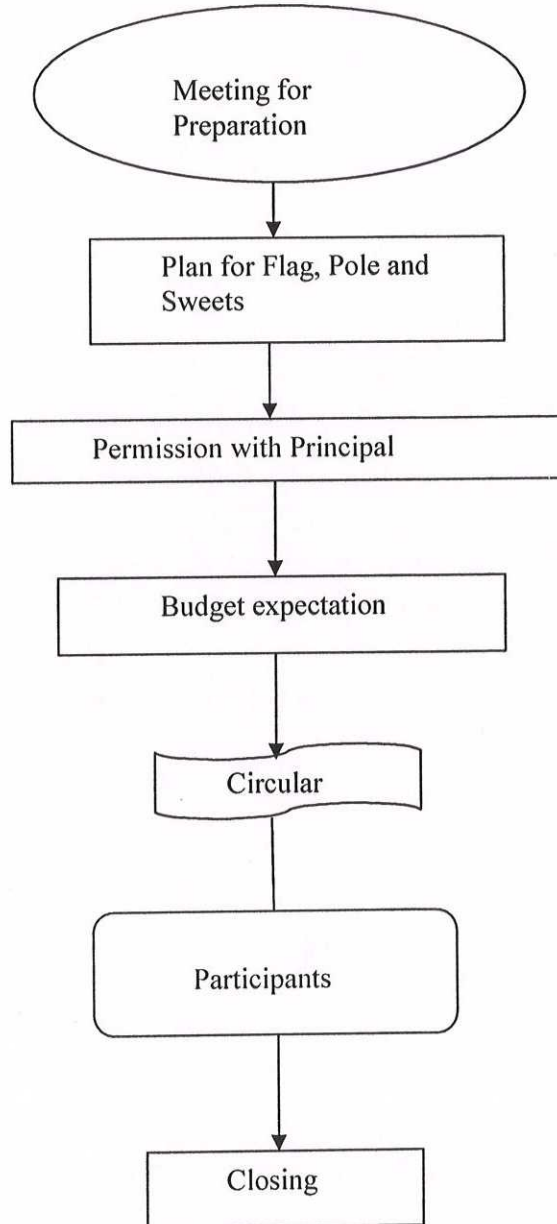 Meeting for
Preparation
Plan for Flag, Pole and
Sweets
Permission with Principal
Budget expectation
Circular
Participants
Closing